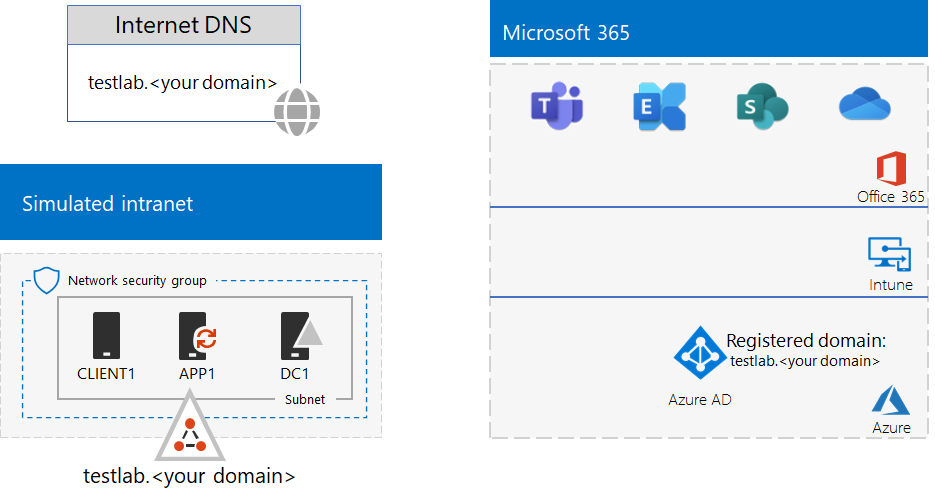 Internet DNS
testlab.<your domain>
Simulated intranet
Network security group
CLIENT1
APP1
DC1
Subnet
testlab.<your domain>
Microsoft 365
T
E
S
Office 365
Intune
Registered domain:
testlab.<your domain>
Azure AD
Azure